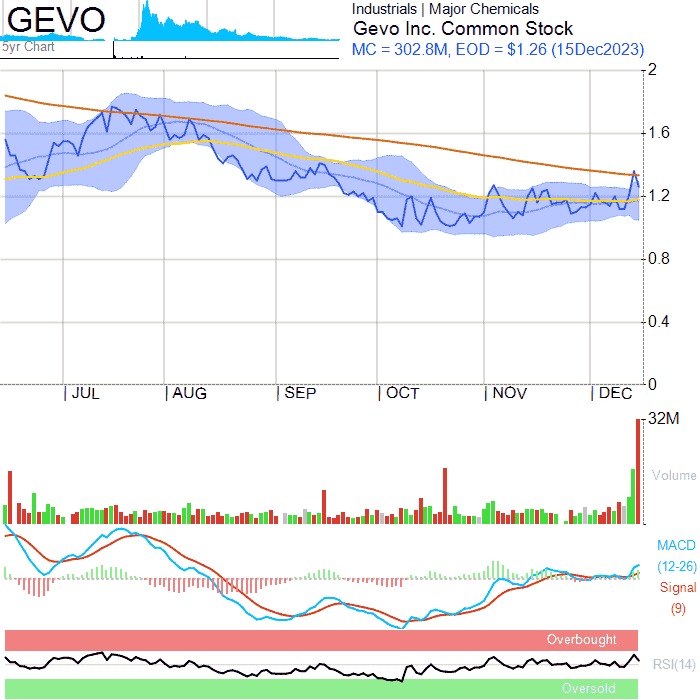 GEVO
5yr Chart
Industrials | Major Chemicals
Gevo Inc. Common Stock
MC = 302.8M, EOD = $1.26 (15Dec2023)
2
1.6
1.2
0.8
0.4
0
JUL AUG SEP OCT NOV DEC
32M
Volume
MACD
(12-26)
Signal
(9)
Overbought
RSI(14)
Oversold